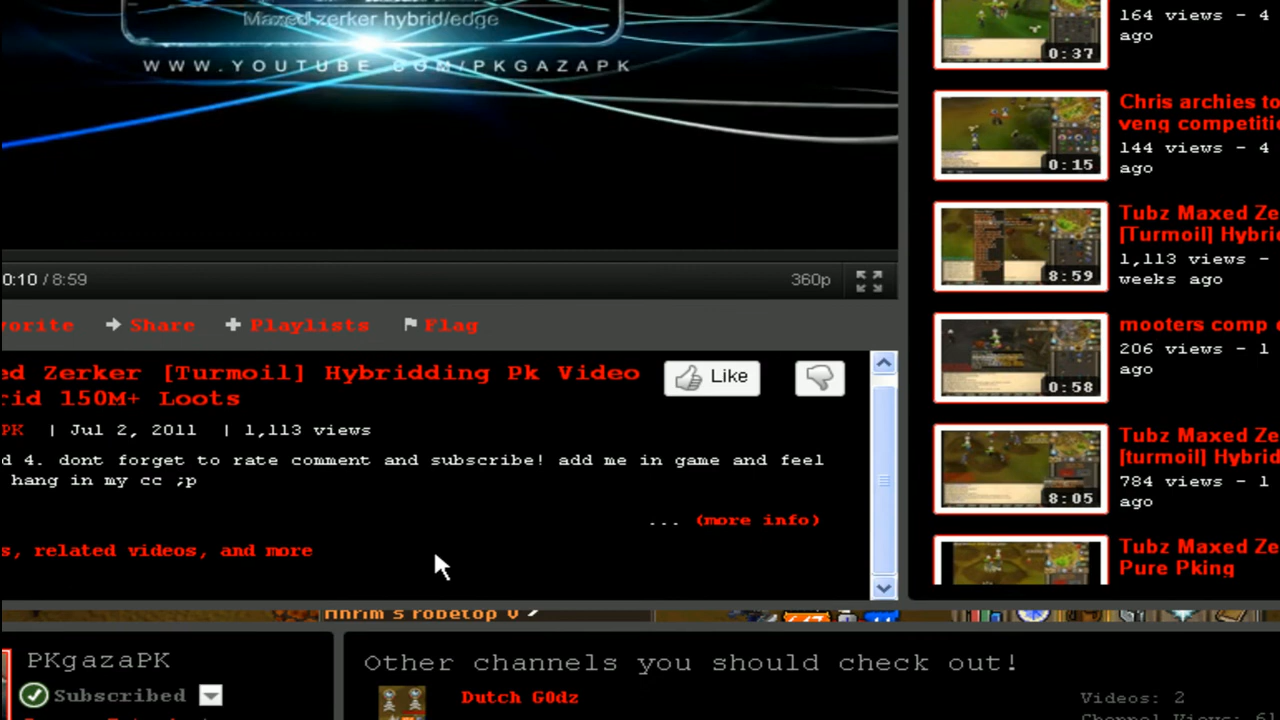 Maxed zerker hybrid/edge
WWW.YOUTUBE.COM/PKGAZAPK
0:10 / 8:59
360p
vorite
Share
Playlists
Flag
ed Zerker [Turmoil] Hybridding Pk Video
rid 150M+ Loots
Like
PK | Jul 2, 2011 | 1,113 views
d 4. dont forget to rate comment and subscribe! add me in game and feel
hang in my cc ;p
... (more info)
s, related videos, and more
164 views - 4
ago
0:37
Chris archies to
veng competitio
144 views - 4
ago
0:15
Tubz Maxed Ze
[Turmoil] Hybrid
1,113 views -
weeks ago
8:59
mooters comp e
206 views - 1
ago
0:58
Tubz Maxed Ze
[turmoil] Hybrid
784 views - 1
ago
8:05
Tubz Maxed Ze
Pure Pking
Ahrim's robetop 0
PKgazaPK
Subscribed
Other channels you should check out!
Dutch G0dz
Videos: 2